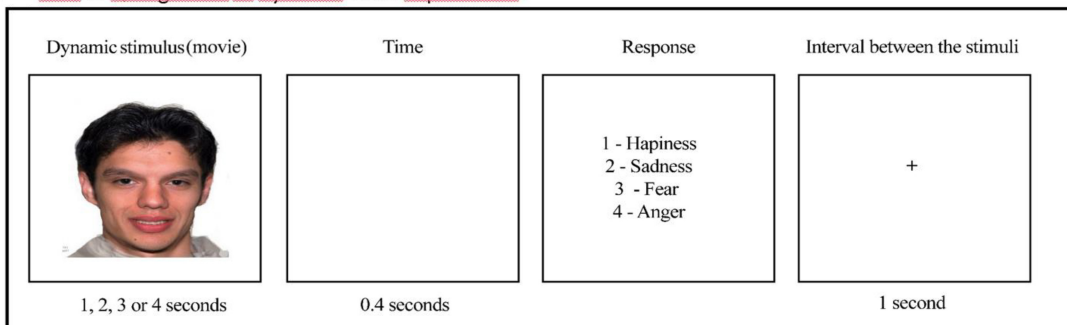 Dynamic stimulus(movie)
Time
Response
Interval between the stimuli
1 - Hapiness
2 - Sadness
3 - Fear
4 - Anger
+
1, 2, 3 or 4 seconds
0.4 seconds
1 second